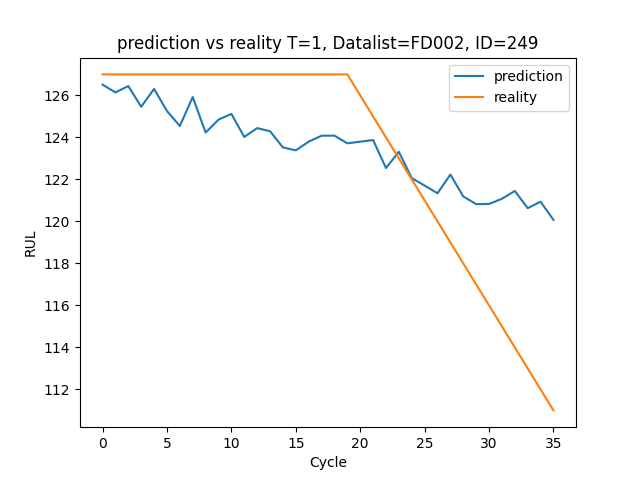 prediction vs reality T=1, Datalist=FD002, ID=249
prediction
reality
126
124
122
120
118
116
114
112
RUL
0 5 10 15 20 25 30 35
Cycle